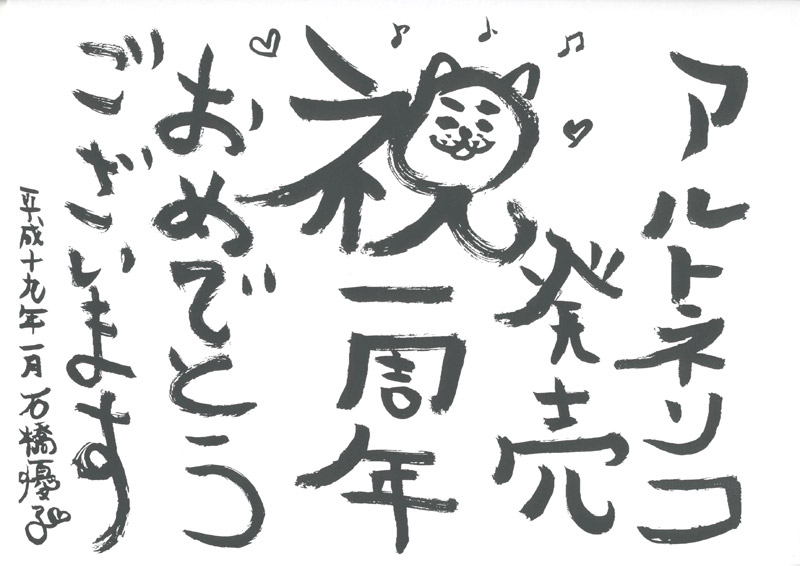 アルトネリコ
発売
祝一周年
おめでとう
ございます
平成十九年一月 石橋優子